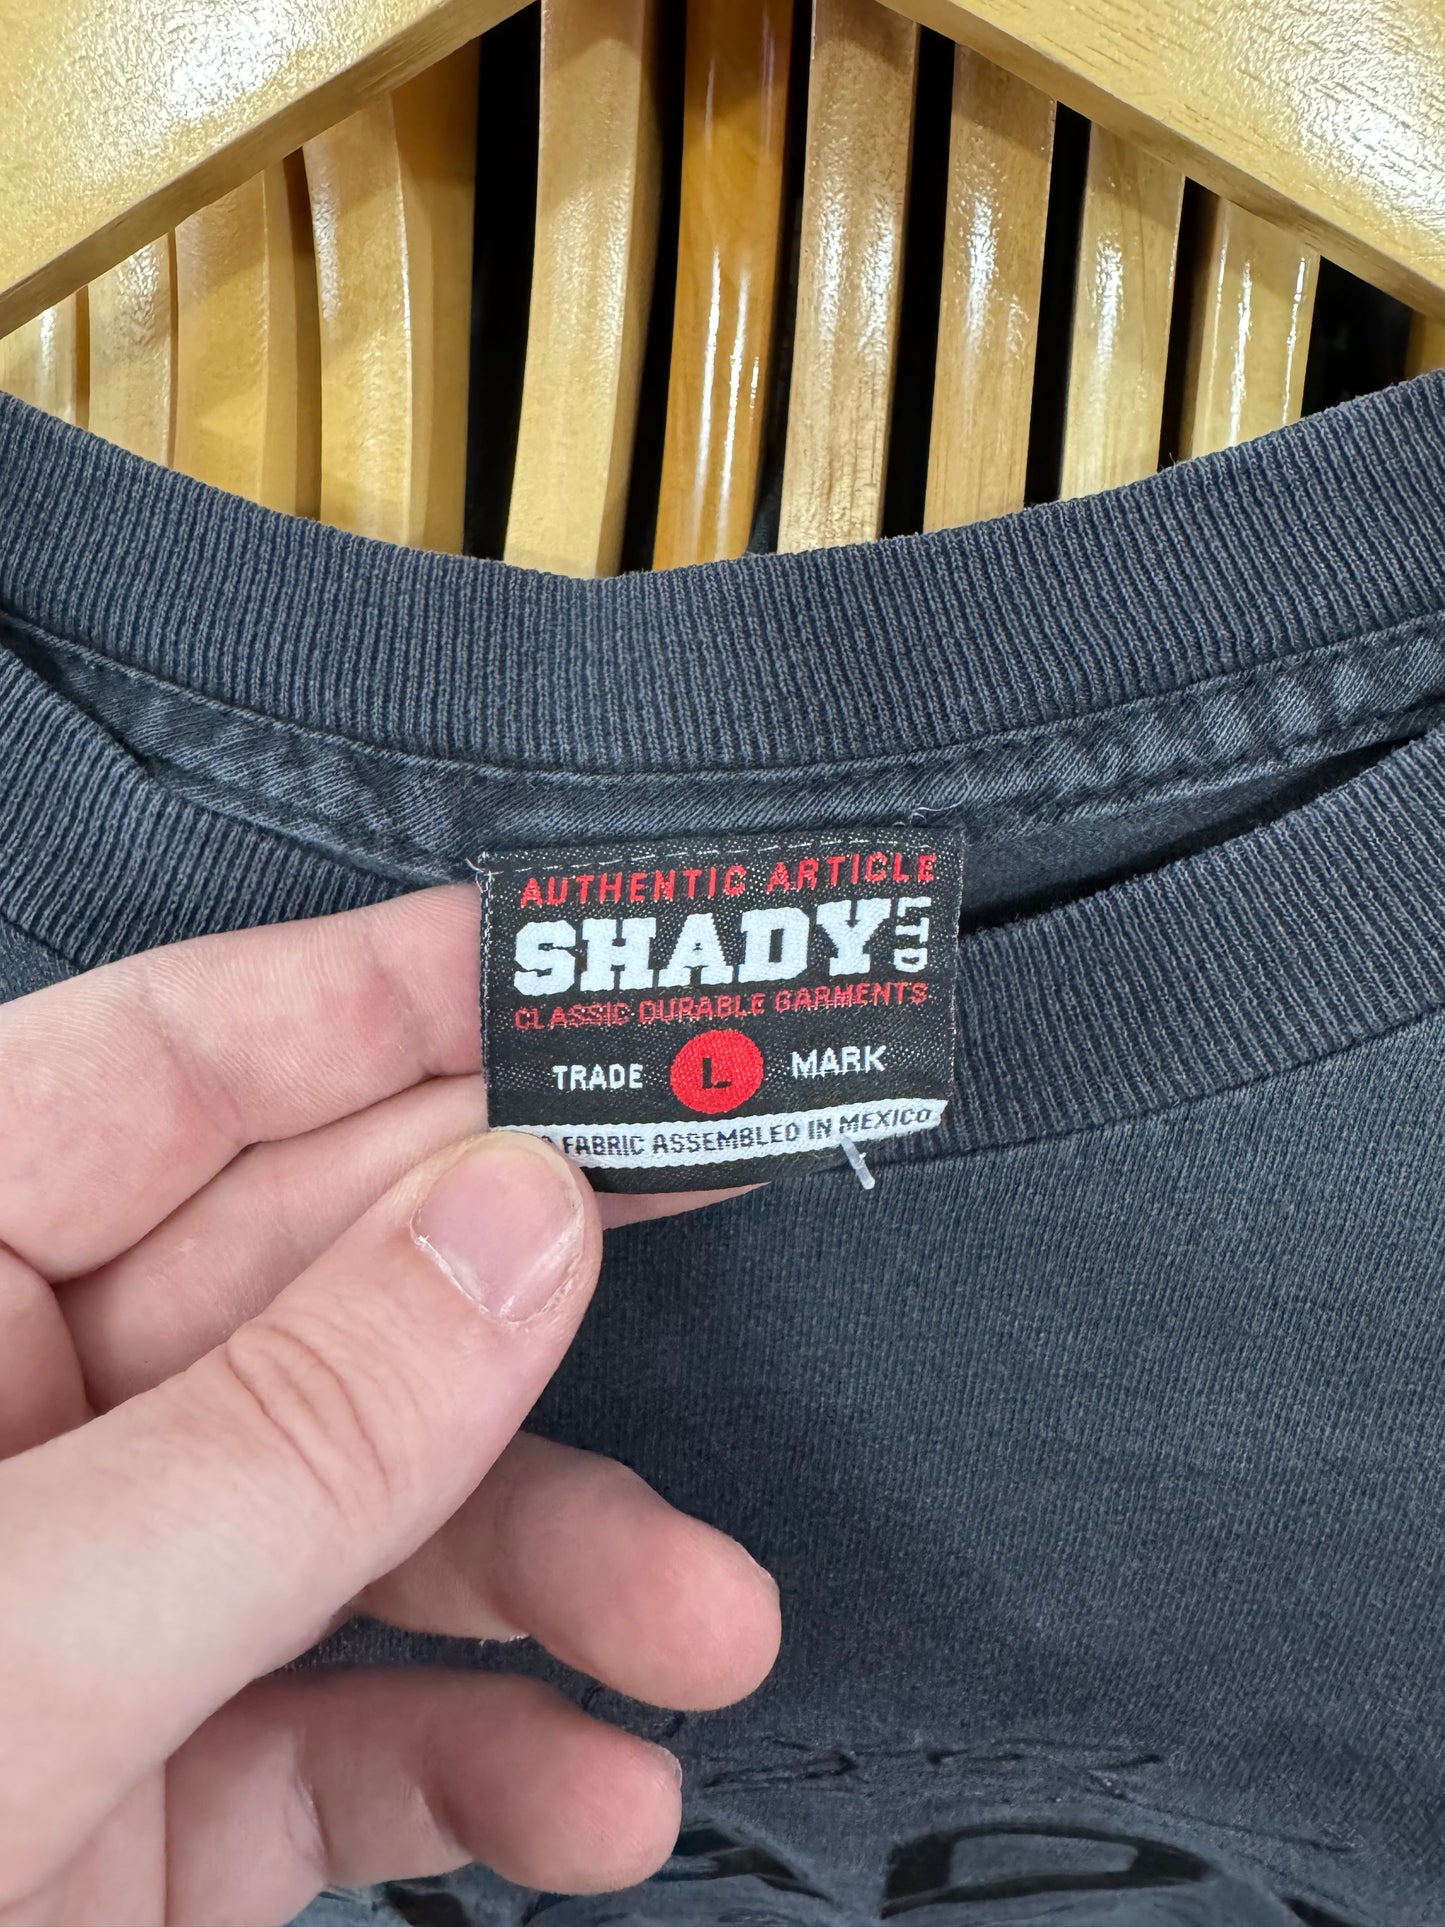 AUTHENTIC ARTICLE
SHADY LTD
CLASSIC DURABLE GARMENTS
TRADE L MARK
FABRIC ASSEMBLED IN MEXICO